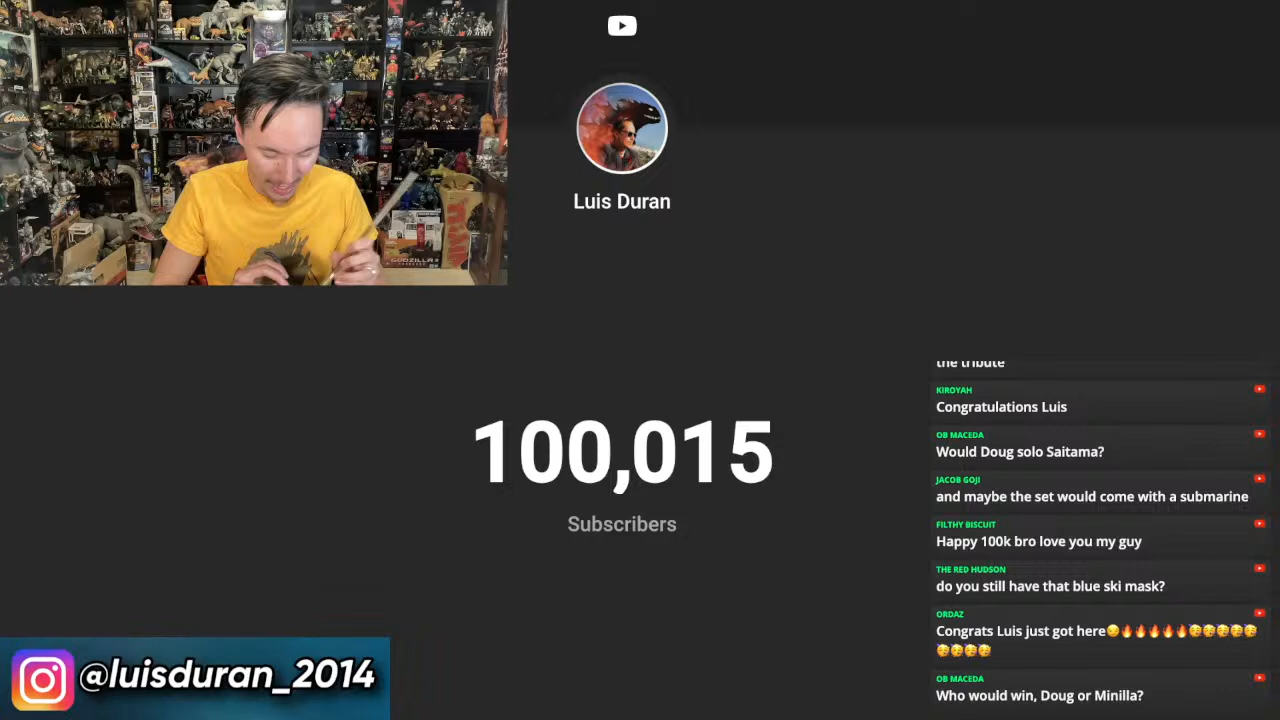 Luis Duran
100,015
Subscribers
the tribute
KIROYAH
Congratulations Luis
OB MACEDA
Would Doug solo Saitama?
JACOB GOJI
and maybe the set would come with a submarine
FILTHY BISCUIT
Happy 100k bro love you my guy
THE RED HUDSON
do you still have that blue ski mask?
ORDAZ
Congrats Luis just got here😏🔥🔥🔥🔥🔥🥳🥳🥳🥳🥳
🥳🥳🥳🥳
OB MACEDA
Who would win, Doug or Minilla?
GODZILLA
@luisduran_2014